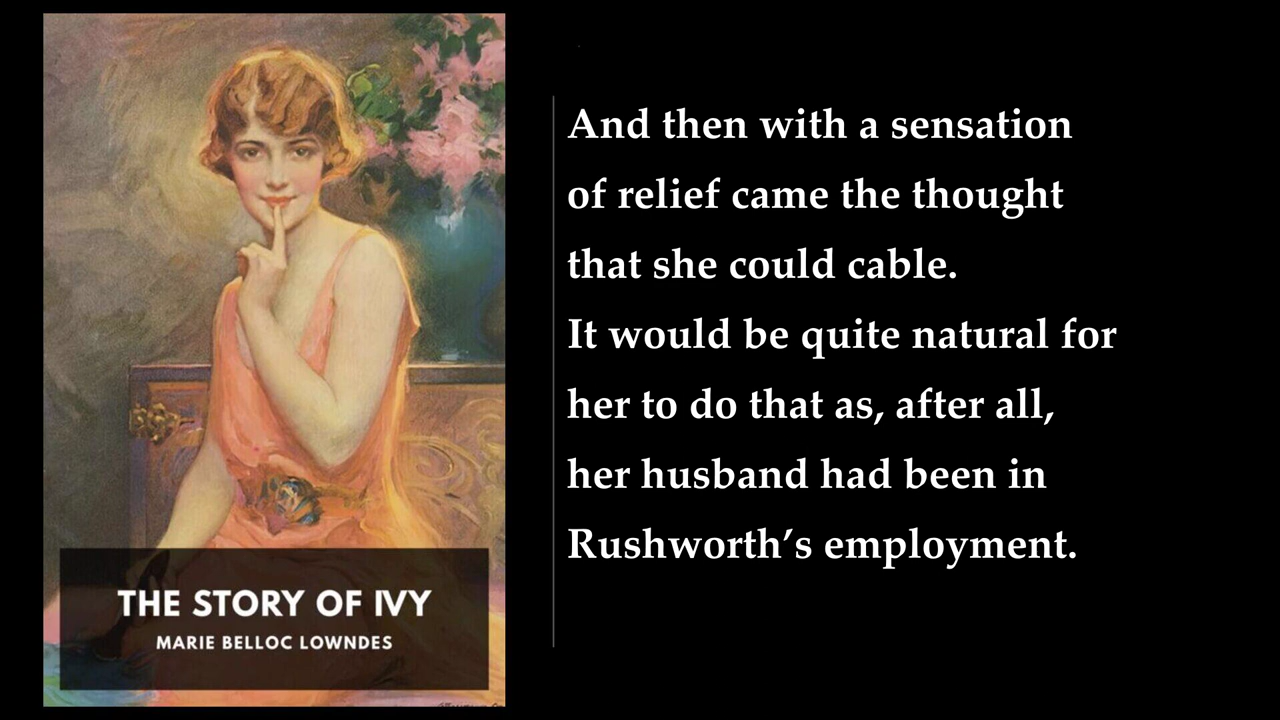 THE STORY OF IVY
MARIE BELLOC LOWNDES
And then with a sensation
of relief came the thought
that she could cable.
It would be quite natural for
her to do that as, after all,
her husband had been in
Rushworth’s employment.